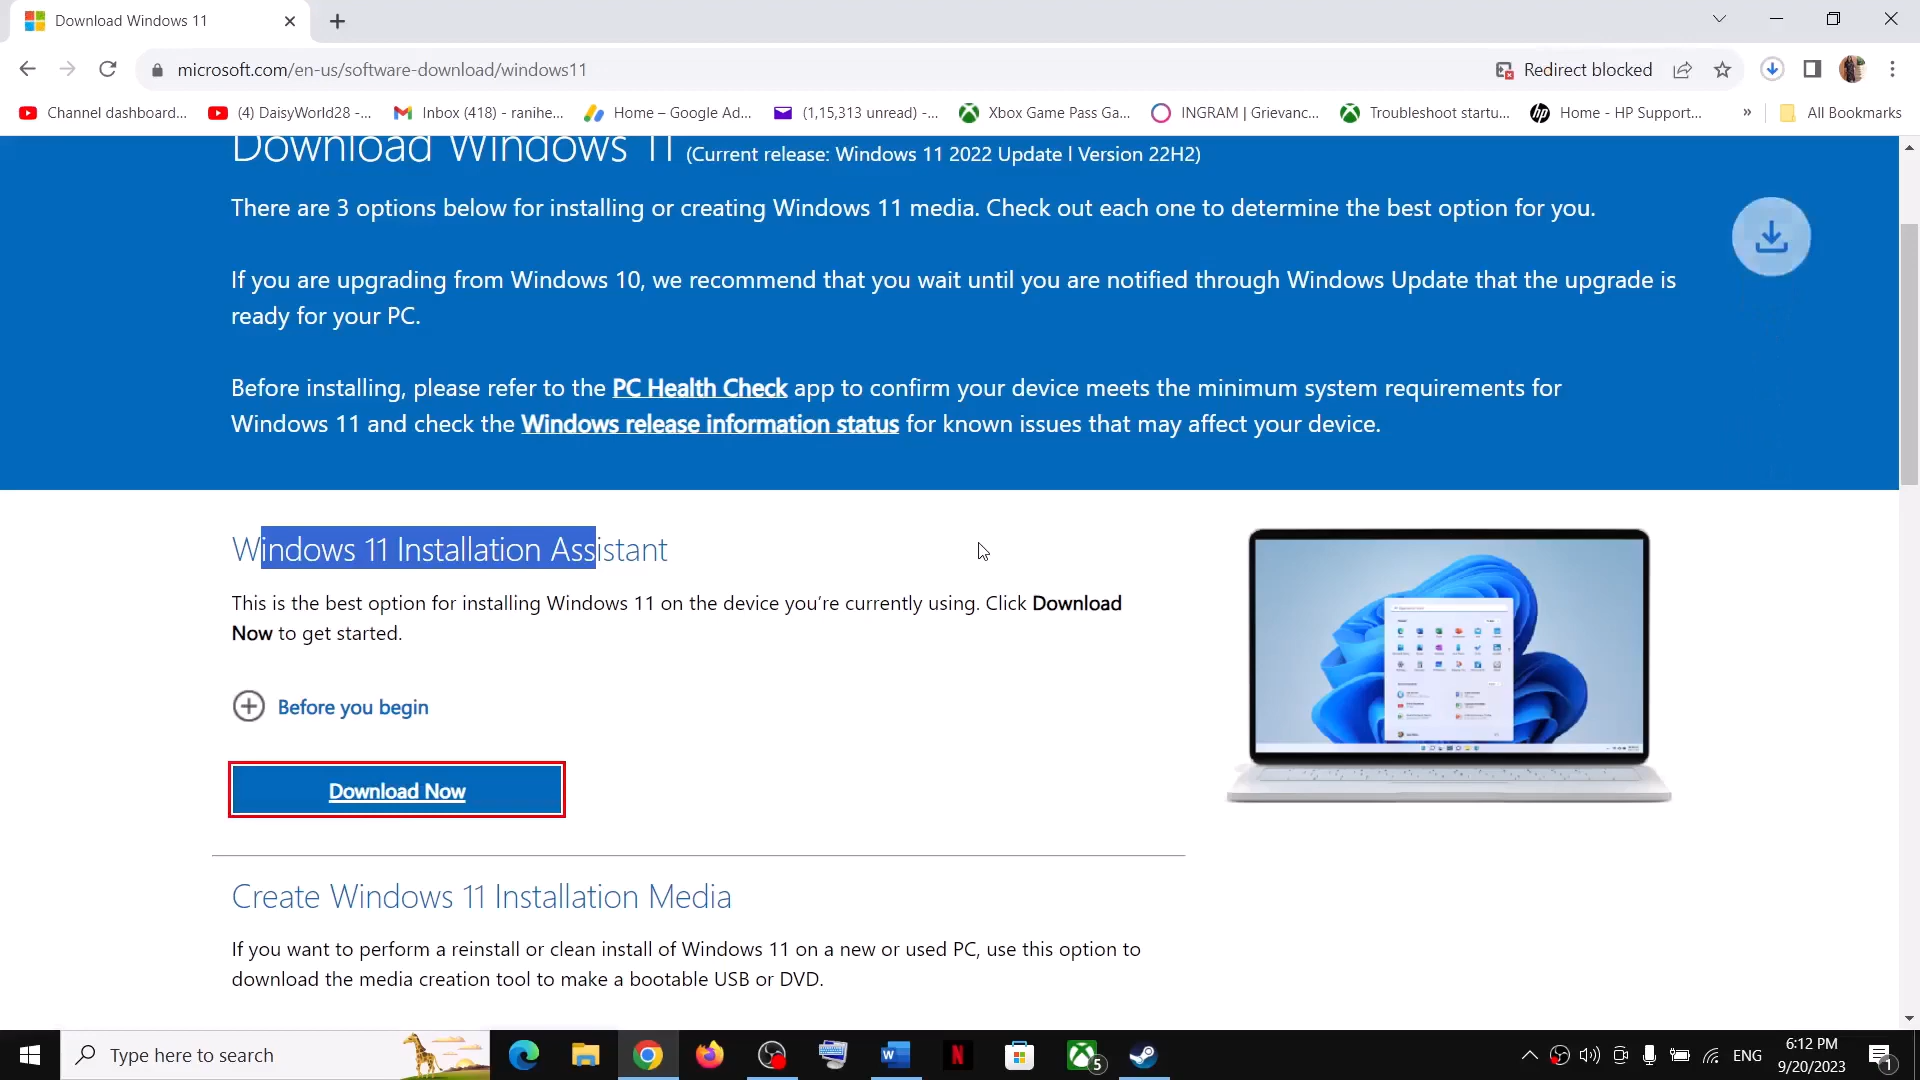 Download Windows 11
microsoft.com/en-us/software-download/windows11
Redirect blocked
Channel dashboard...
(4) DaisyWorld28 -...
Inbox (418) - ranihe...
Home – Google Ad...
(1,15,313 unread) -...
Xbox Game Pass Ga...
INGRAM | Grievanc...
Troubleshoot startu...
Home - HP Support...
»
All Bookmarks
Download Windows 11 (Current release: Windows 11 2022 Update l Version 22H2)
There are 3 options below for installing or creating Windows 11 media. Check out each one to determine the best option for you.
If you are upgrading from Windows 10, we recommend that you wait until you are notified through Windows Update that the upgrade is
ready for your PC.
Before installing, please refer to the PC Health Check app to confirm your device meets the minimum system requirements for
Windows 11 and check the Windows release information status for known issues that may affect your device.
Windows 11 Installation Assistant
This is the best option for installing Windows 11 on the device you’re currently using. Click Download
Now to get started.
Before you begin
Download Now
Create Windows 11 Installation Media
If you want to perform a reinstall or clean install of Windows 11 on a new or used PC, use this option to
download the media creation tool to make a bootable USB or DVD.
Type here to search
5
ENG
6:12 PM
9/20/2023
1